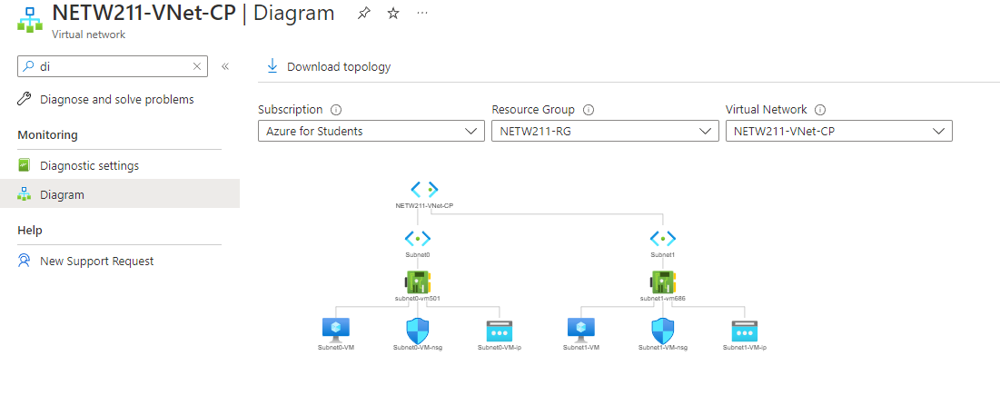 NETW211-VNet-CP | Diagram
Virtual network
di
Diagnose and solve problems
Monitoring
Diagnostic settings
Diagram
Help
New Support Request
Download topology
Subscription Resource Group Virtual Network
Azure for Students NETW211-RG NETW211-VNet-CP
NETW211-VNet-CP
Subnet0 Subnet1
subnet0-vm501 subnet1-vm686
Subnet0-VM Subnet0-VM-nsg Subnet0-VM-ip Subnet1-VM Subnet1-VM-nsg Subnet1-VM-ip